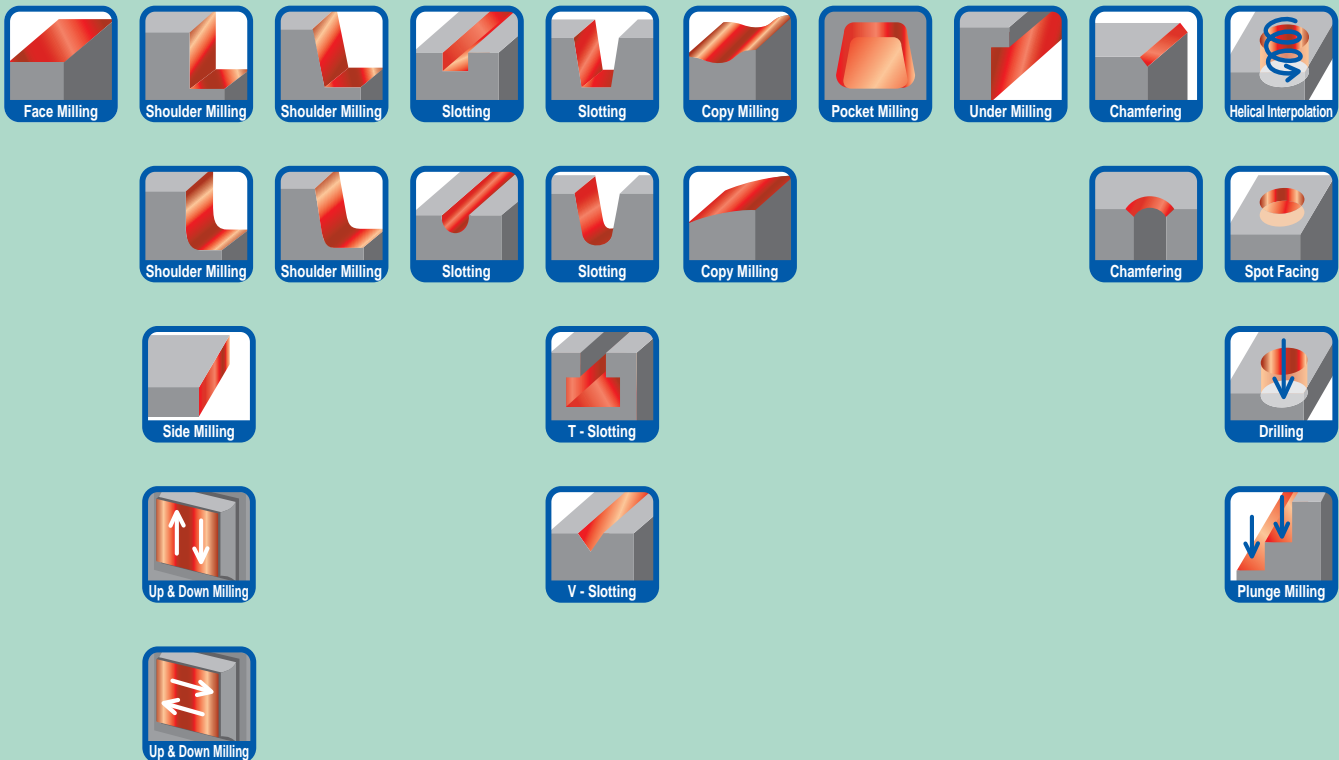 Face Milling
Shoulder Milling
Shoulder Milling
Slotting
Slotting
Copy Milling
Pocket Milling
Under Milling
Chamfering
Helical Interpolation
Shoulder Milling
Shoulder Milling
Slotting
Slotting
Copy Milling
Chamfering
Spot Facing
Side Milling
T - Slotting
Drilling
Up & Down Milling
V - Slotting
Plunge Milling
Up & Down Milling